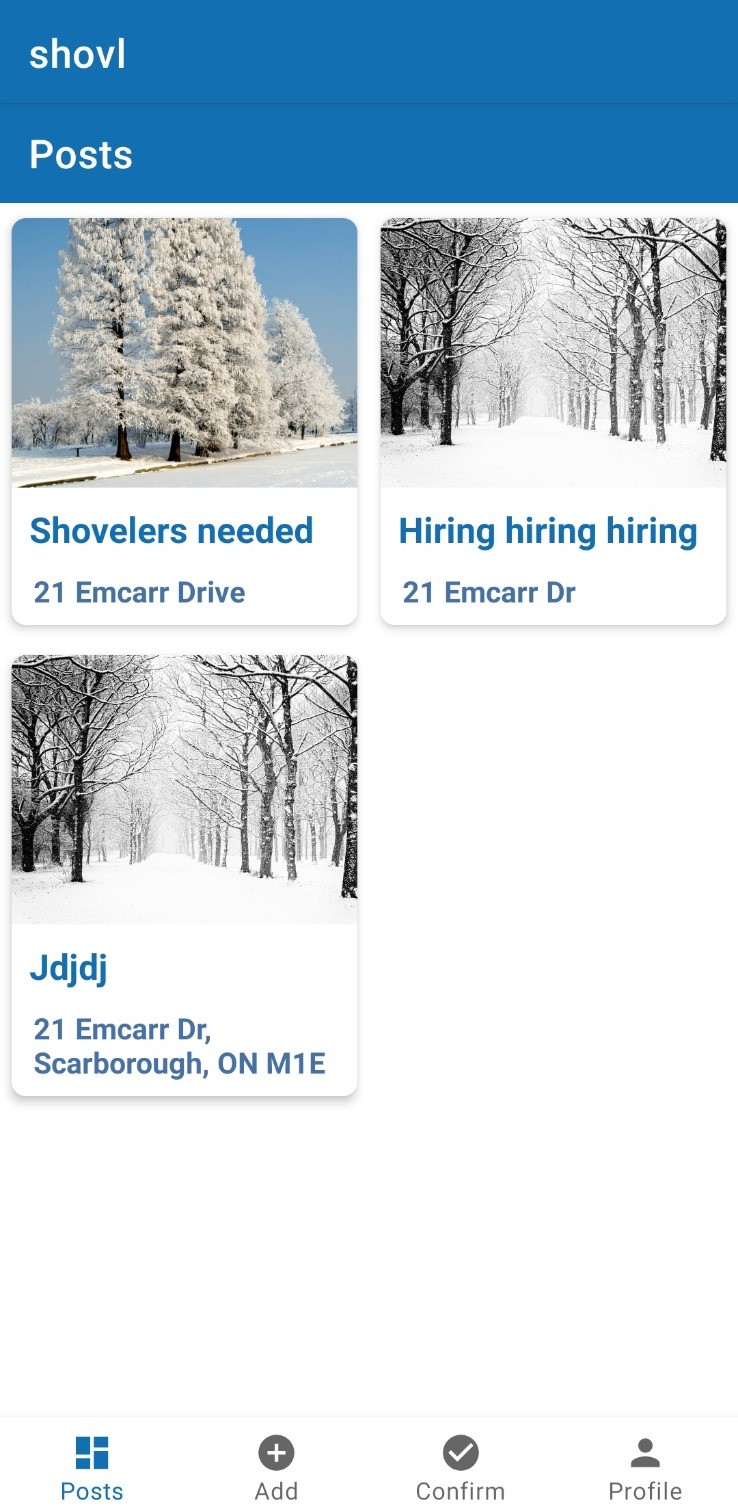 shovl
Posts
Shovelers needed
21 Emcarr Drive
Hiring hiring hiring
21 Emcarr Dr
Jdjdj
21 Emcarr Dr,
Scarborough, ON M1E
Posts
Add
Confirm
Profile